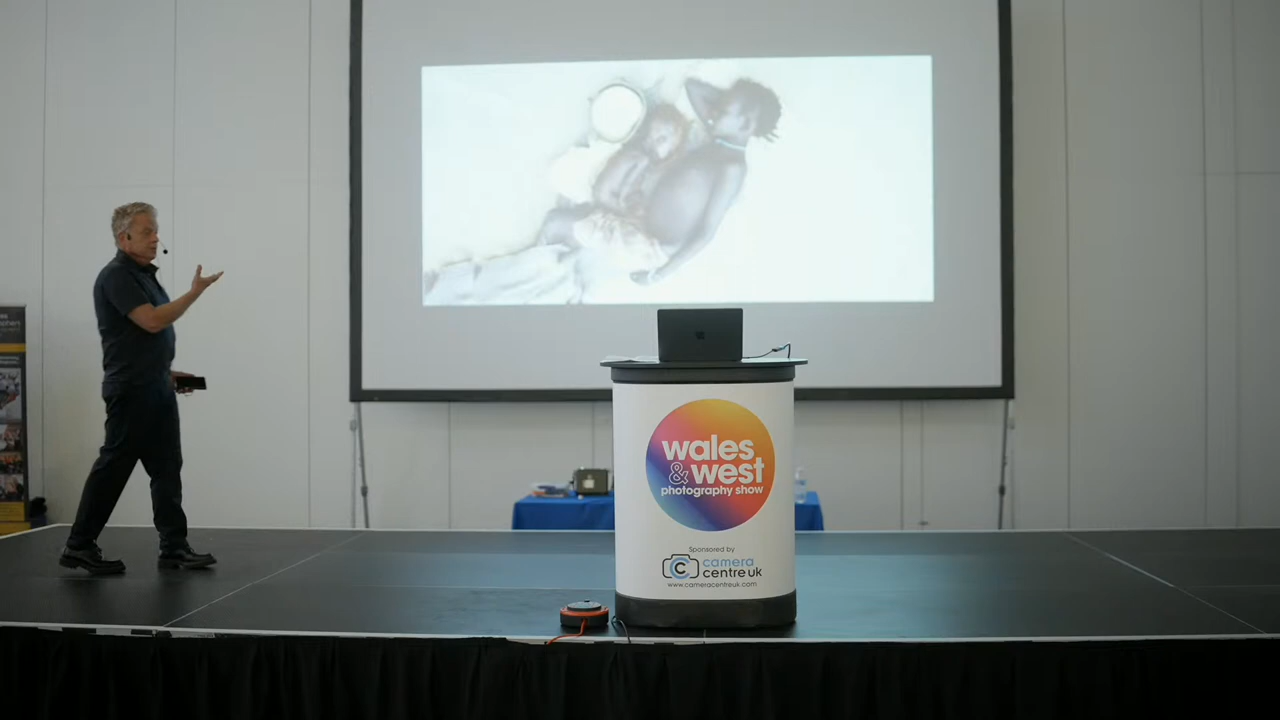 wales
& west
photography show
Sponsored by
camera
centre uk
www.cameracentreuk.com